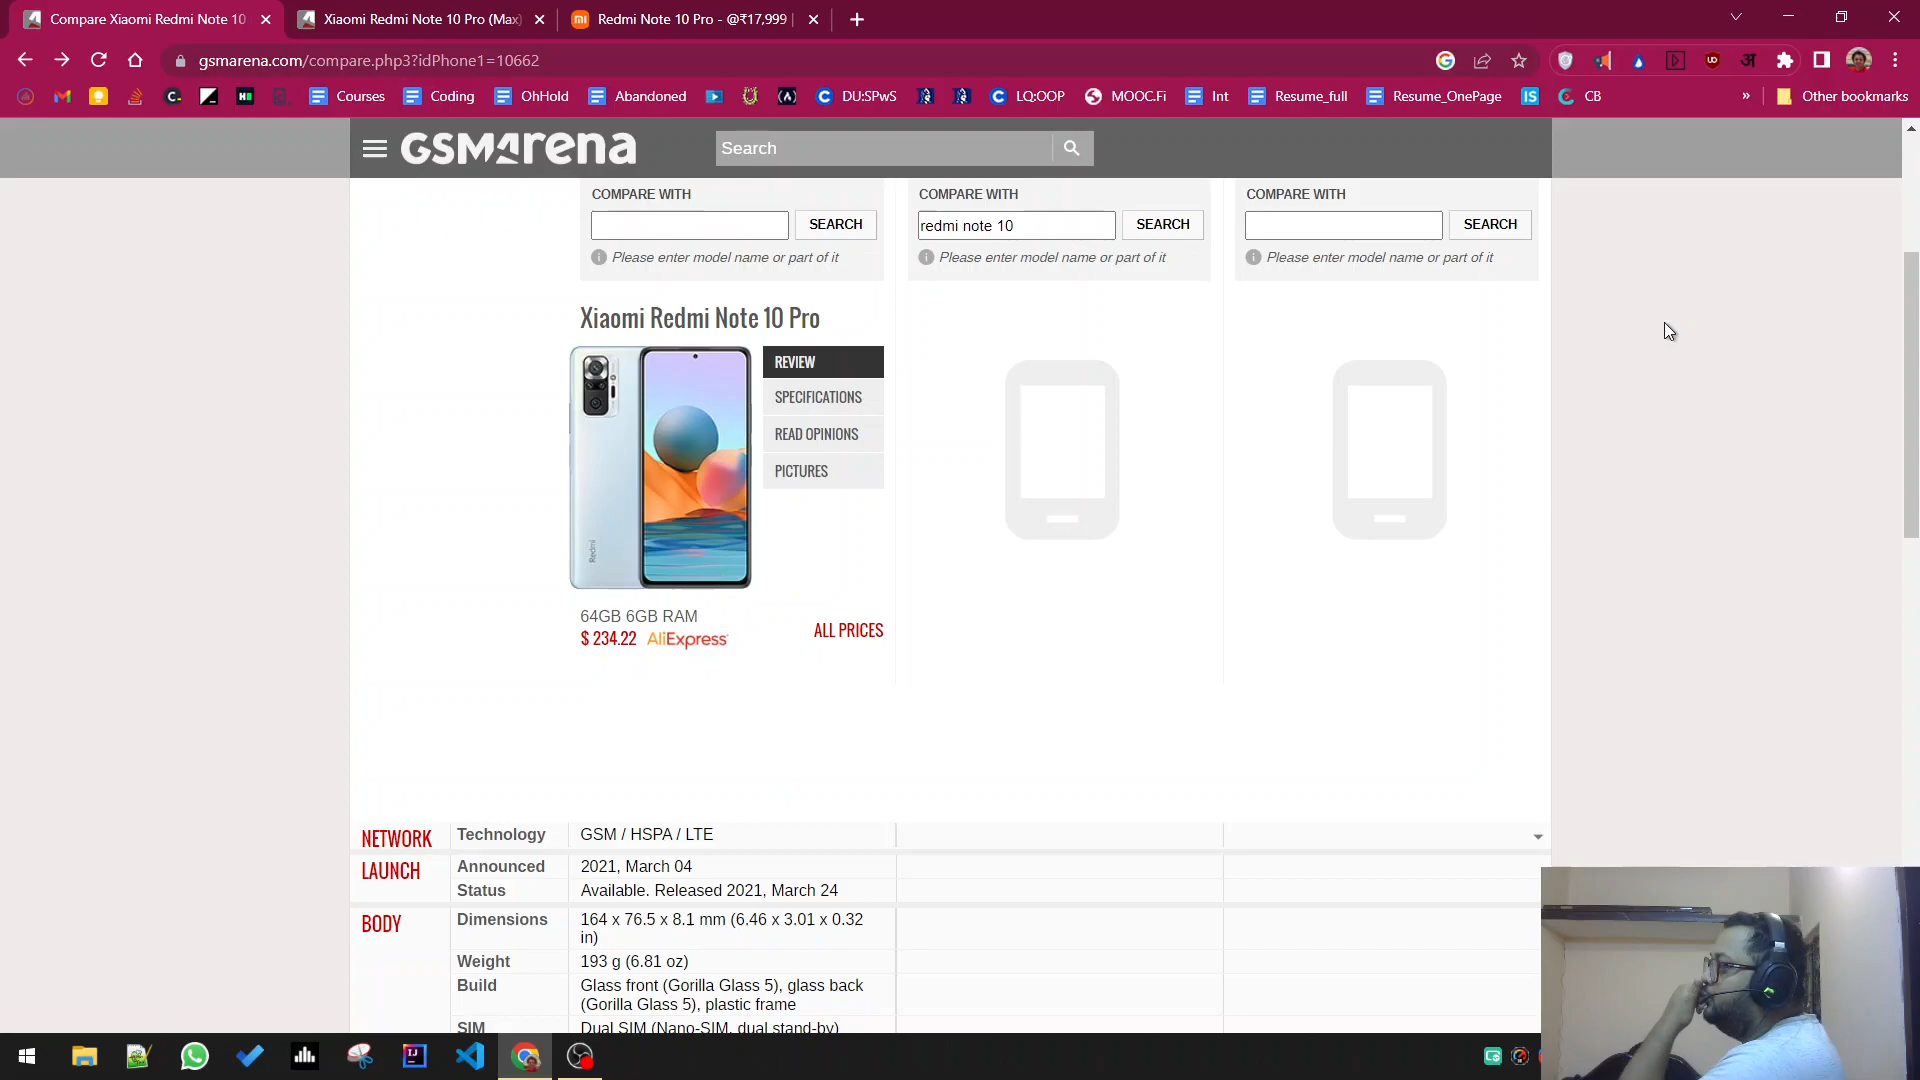 Compare Xiaomi Redmi Note 10
Xiaomi Redmi Note 10 Pro (Max)
Redmi Note 10 Pro - @₹17,999 |
gsmarena.com/compare.php3?idPhone1=10662
Courses
Coding
OhHold
Abandoned
DU:SPwS
LQ:OOP
MOOC.Fi
Int
Resume_full
Resume_OnePage
IS
CB
»
Other bookmarks
GSMArena
Search
COMPARE WITH
COMPARE WITH
COMPARE WITH
SEARCH
redmi note 10
SEARCH
SEARCH
Please enter model name or part of it
Please enter model name or part of it
Please enter model name or part of it
Xiaomi Redmi Note 10 Pro
REVIEW
SPECIFICATIONS
READ OPINIONS
PICTURES
Redmi
64GB 6GB RAM
$ 234.22 AliExpress
ALL PRICES
NETWORK Technology GSM / HSPA / LTE
LAUNCH Announced 2021, March 04
Status Available. Released 2021, March 24
BODY Dimensions 164 x 76.5 x 8.1 mm (6.46 x 3.01 x 0.32
in)
Weight 193 g (6.81 oz)
Build Glass front (Gorilla Glass 5), glass back
(Gorilla Glass 5), plastic frame
SIM Dual SIM (Nano-SIM, dual stand-by)